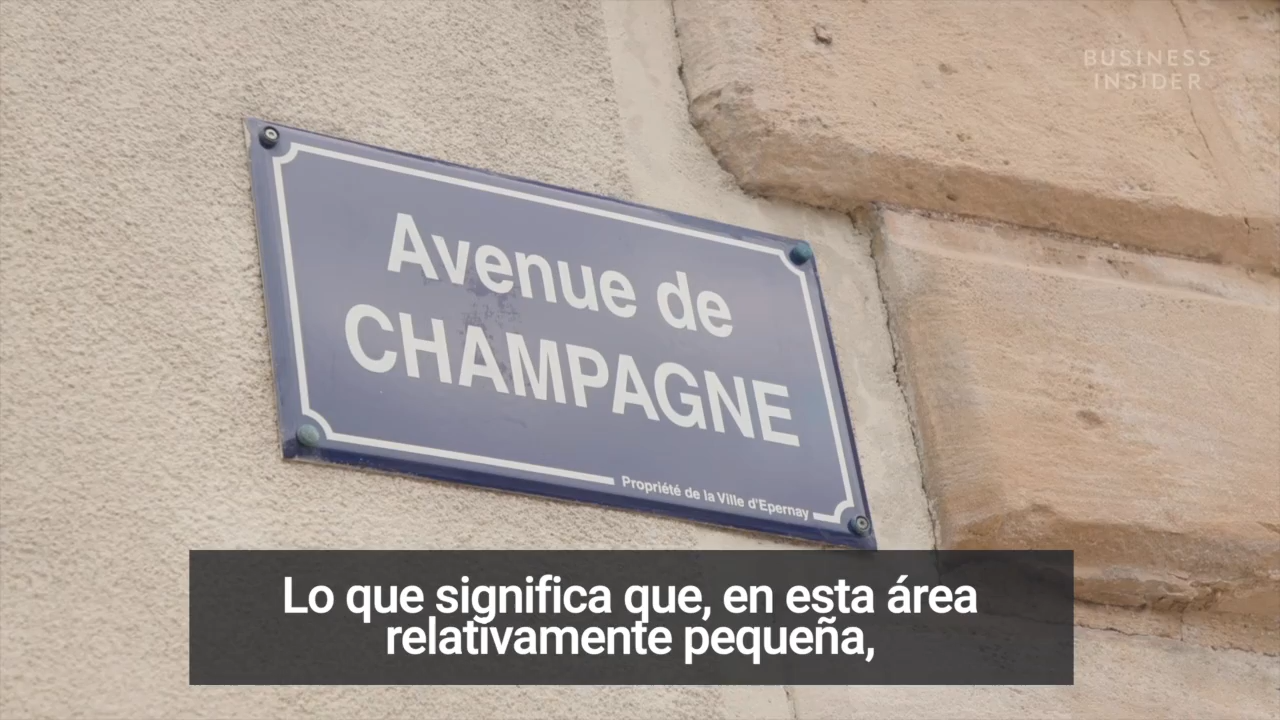 BUSINESS
INSIDER
Avenue de
CHAMPAGNE
Propriété de la Ville d'Epernay
Lo que significa que, en esta área
relativamente pequeña,